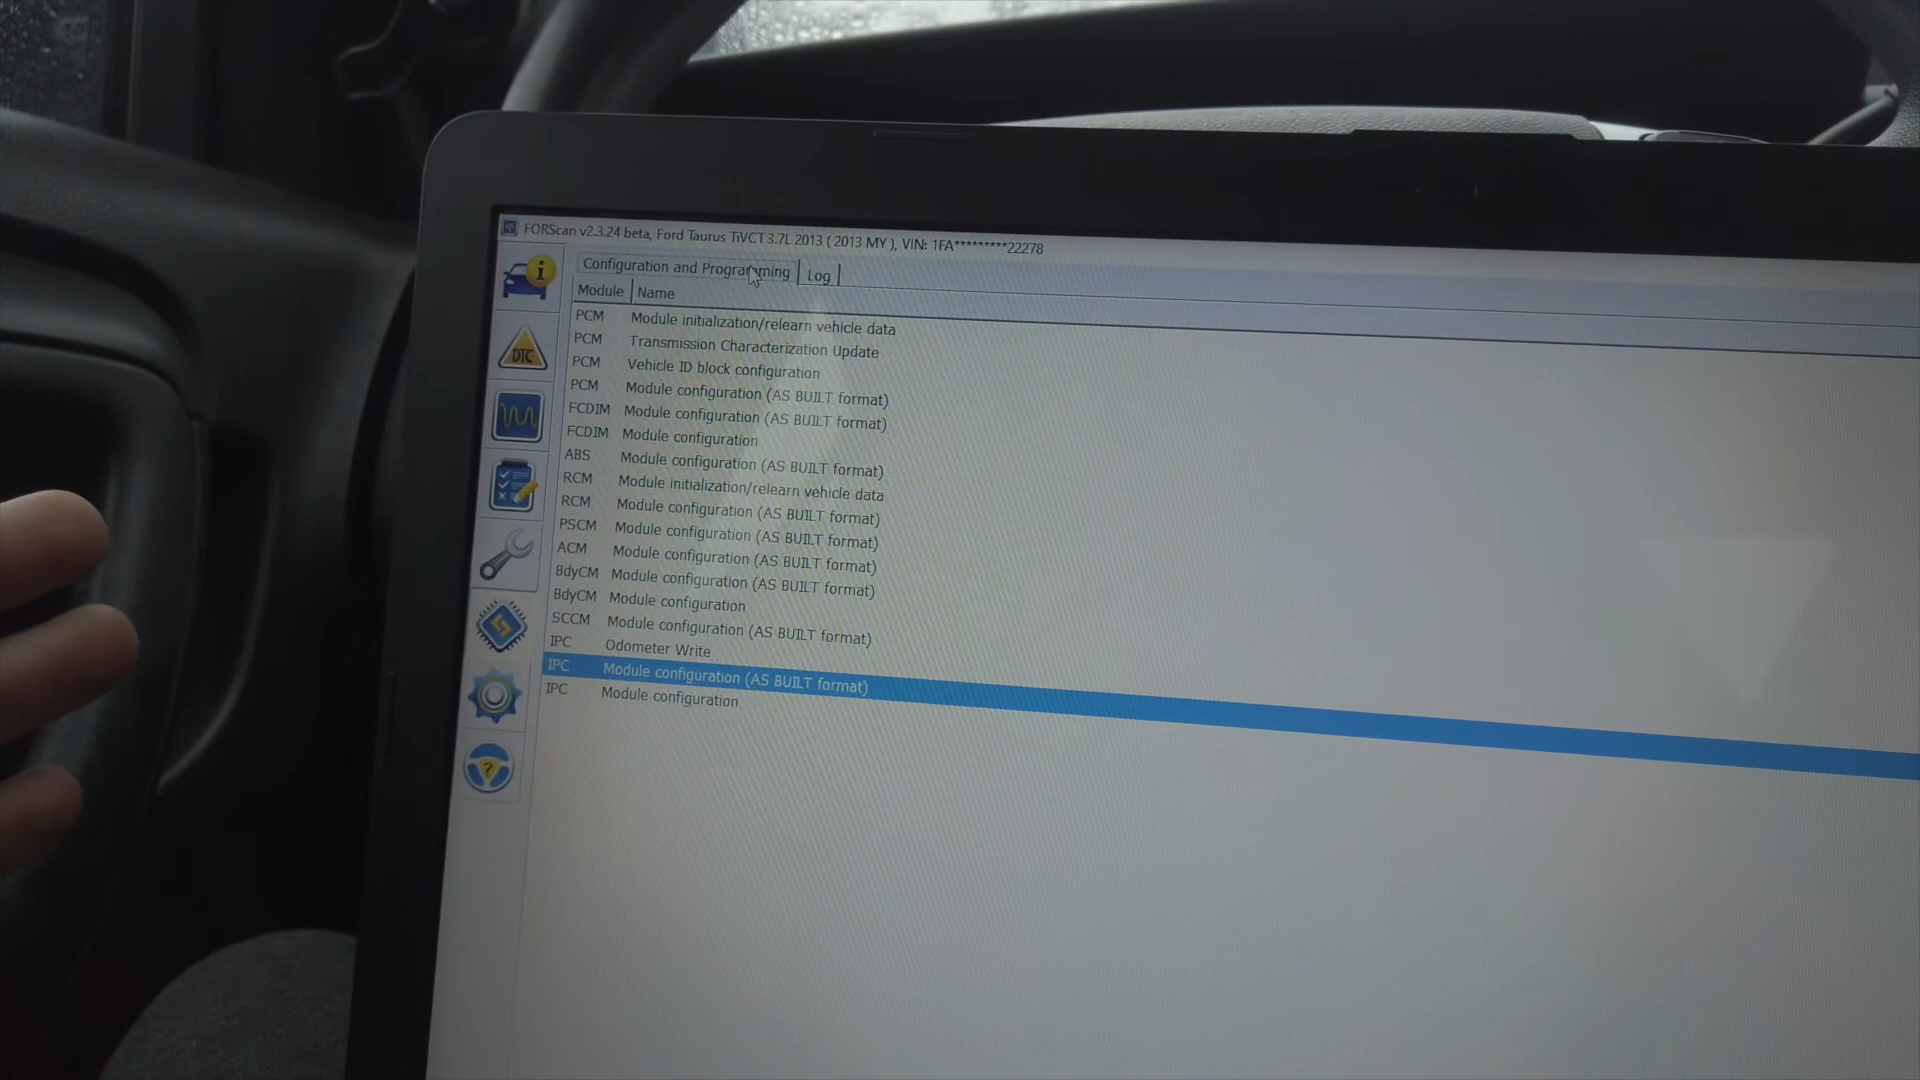 FORScan v2.3.24 beta, Ford Taurus TiVCT 3.7L 2013 ( 2013 MY ), VIN: 1FA*********22278
Configuration and Programming Log
Module Name
PCM Module initialization/relearn vehicle data
PCM Transmission Characterization Update
PCM Vehicle ID block configuration
PCM Module configuration (AS BUILT format)
FCDIM Module configuration (AS BUILT format)
FCDIM Module configuration
ABS Module configuration (AS BUILT format)
RCM Module initialization/relearn vehicle data
RCM Module configuration (AS BUILT format)
PSCM Module configuration (AS BUILT format)
ACM Module configuration (AS BUILT format)
BdyCM Module configuration (AS BUILT format)
BdyCM Module configuration
SCCM Module configuration (AS BUILT format)
IPC Odometer Write
IPC Module configuration (AS BUILT format)
IPC Module configuration
i
DTC
?